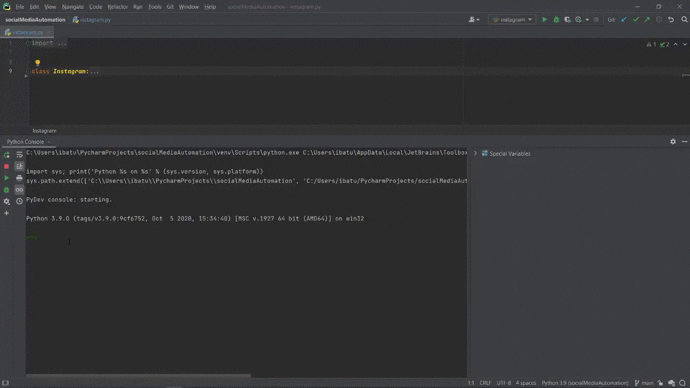 File Edit View Navigate Code Refactor Run Tools Git Window Help socialMediaAutomation - instagram.py
socialMediaAutomation instagram.py instagram Git:
instagram.py
1 import ... 1 2
9 class Instagram:...
Instagram
Python Console
C:\Users\ibatu\PycharmProjects\socialMediaAutomation\venv\Scripts\python.exe C:\Users\ibatu\AppData\Local\JetBrains\Toolbox
Special Variables
import sys; print('Python %s on %s' % (sys.version, sys.platform))
sys.path.extend(['C:\\Users\\ibatu\\PycharmProjects\\socialMediaAutomation', 'C:/Users/ibatu/PycharmProjects/socialMediaAut
PyDev console: starting.
Python 3.9.0 (tags/v3.9.0:9cf6752, Oct 5 2020, 15:34:40) [MSC v.1927 64 bit (AMD64)] on win32
>>>
1:1 CRLF UTF-8 4 spaces Python 3.9 (socialMediaAutomation) main